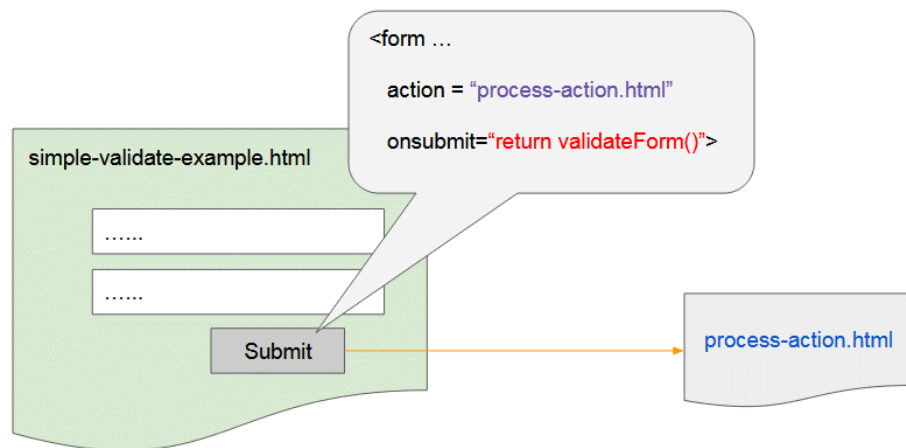 <form …
action = “process-action.html”
onsubmit=“return validateForm()”>
simple-validate-example.html
…...
…...
Submit
process-action.html